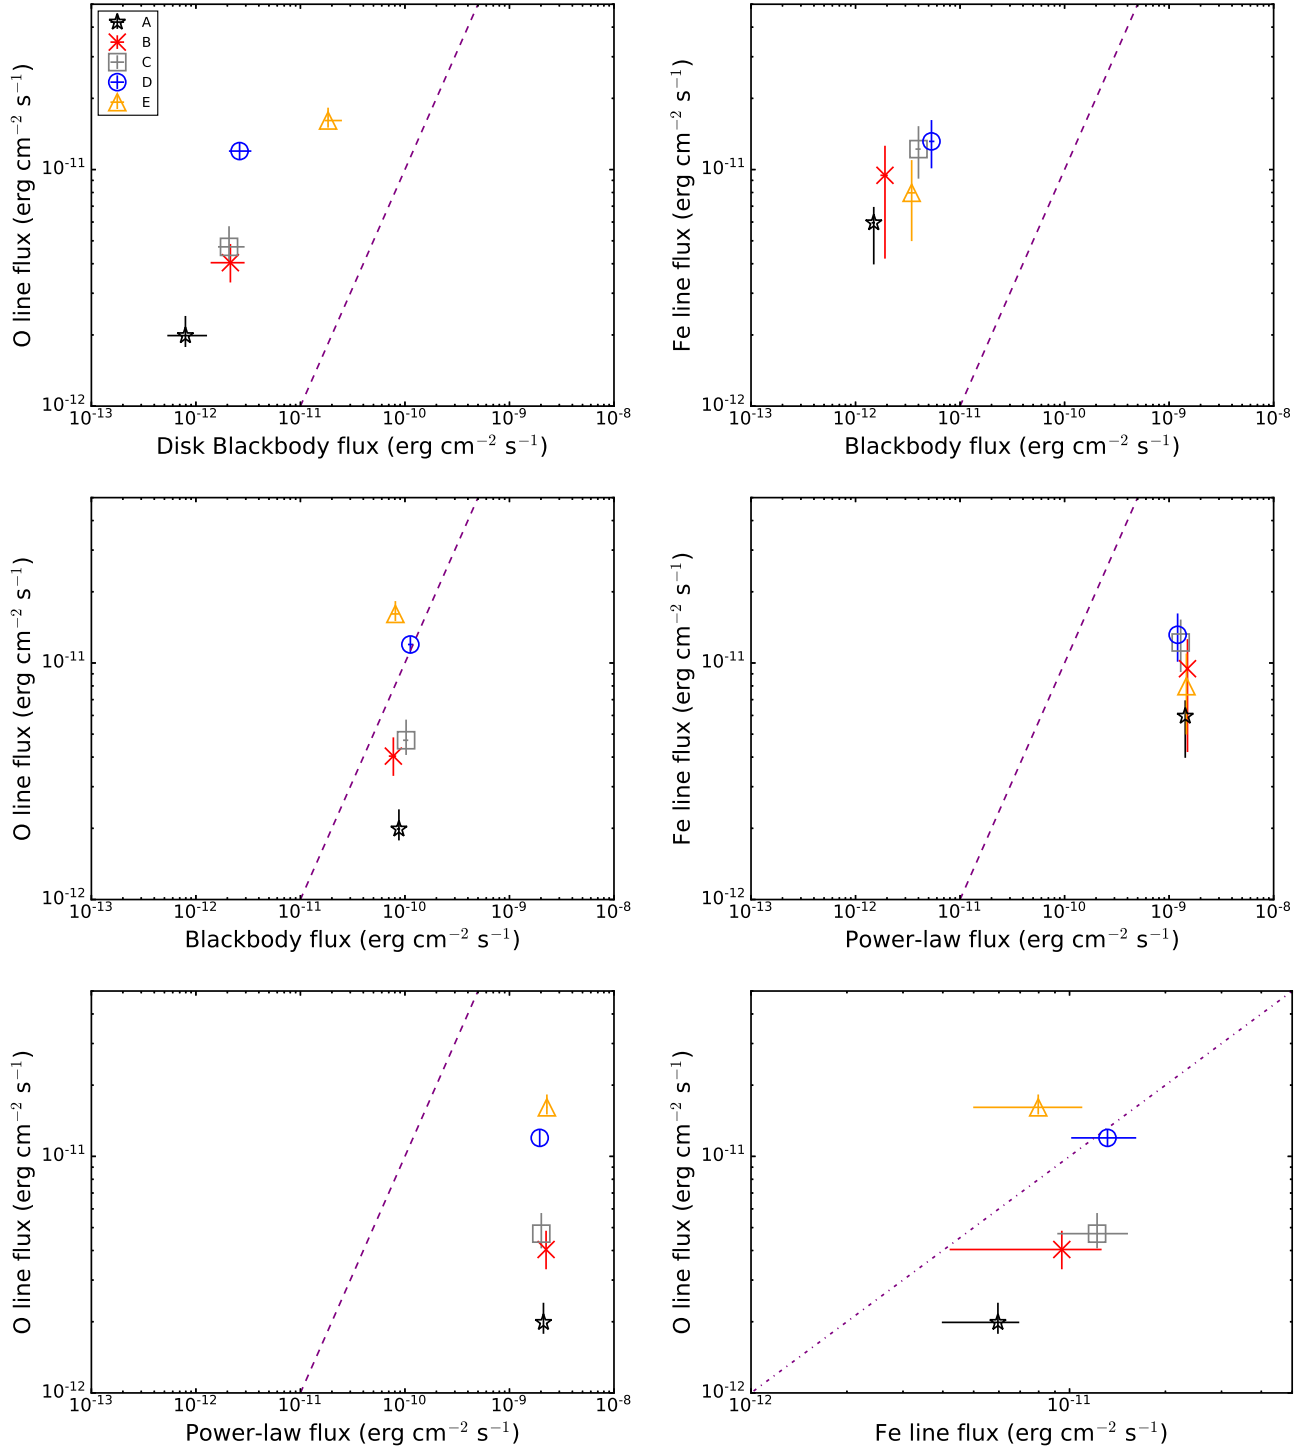 A
B
C
D
E
O line flux (erg cm⁻² s⁻¹)
10⁻¹¹
10⁻¹²
10⁻¹³ 10⁻¹² 10⁻¹¹ 10⁻¹⁰ 10⁻⁹ 10⁻⁸
Disk Blackbody flux (erg cm⁻² s⁻¹)
Fe line flux (erg cm⁻² s⁻¹)
10⁻¹¹
10⁻¹²
10⁻¹³ 10⁻¹² 10⁻¹¹ 10⁻¹⁰ 10⁻⁹ 10⁻⁸
Blackbody flux (erg cm⁻² s⁻¹)
O line flux (erg cm⁻² s⁻¹)
10⁻¹¹
10⁻¹²
10⁻¹³ 10⁻¹² 10⁻¹¹ 10⁻¹⁰ 10⁻⁹ 10⁻⁸
Blackbody flux (erg cm⁻² s⁻¹)
Fe line flux (erg cm⁻² s⁻¹)
10⁻¹¹
10⁻¹²
10⁻¹³ 10⁻¹² 10⁻¹¹ 10⁻¹⁰ 10⁻⁹ 10⁻⁸
Power-law flux (erg cm⁻² s⁻¹)
O line flux (erg cm⁻² s⁻¹)
10⁻¹¹
10⁻¹²
10⁻¹³ 10⁻¹² 10⁻¹¹ 10⁻¹⁰ 10⁻⁹ 10⁻⁸
Power-law flux (erg cm⁻² s⁻¹)
O line flux (erg cm⁻² s⁻¹)
10⁻¹¹
10⁻¹²
10⁻¹² 10⁻¹¹
Fe line flux (erg cm⁻² s⁻¹)